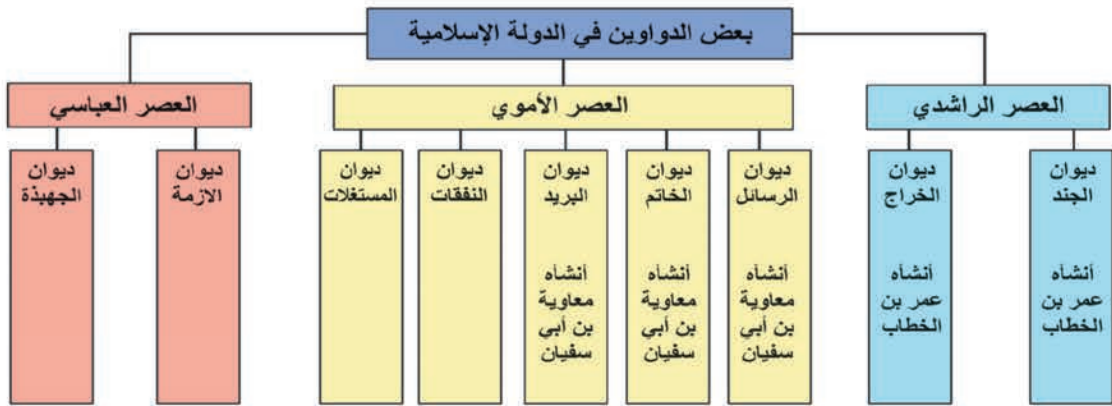 بعض الدواوين في الدولة الإسلامية
العصر الراشدي
ديوان
الجند
أنشأه
عمر بن
الخطاب
ديوان
الخراج
أنشأه
عمر بن
الخطاب
العصر الأموي
ديوان
الرسائل
أنشأه
معاوية
بن أبي
سفيان
ديوان
الخاتم
أنشأه
معاوية
بن أبي
سفيان
ديوان
البريد
أنشأه
معاوية
بن أبي
سفيان
ديوان
النفقات
ديوان
المستغلات
العصر العباسي
ديوان
الازمة
ديوان
الجهبذة